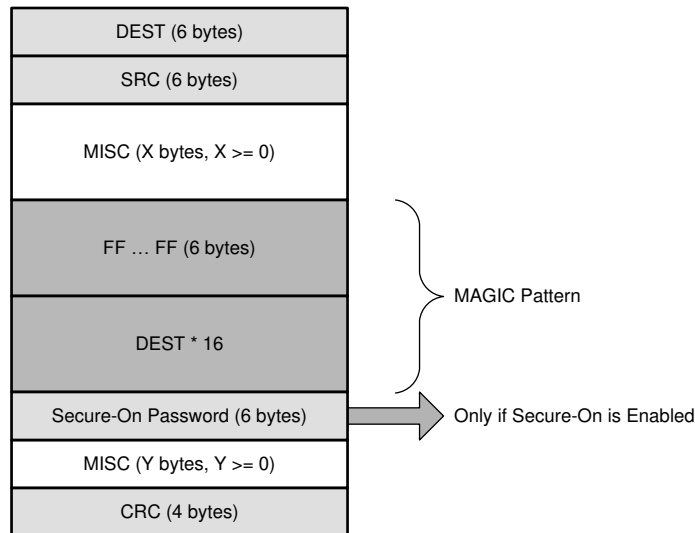 DEST (6 bytes)
SRC (6 bytes)
MISC (X bytes, X >= 0)
FF … FF (6 bytes)
MAGIC Pattern
DEST * 16
Secure-On Password (6 bytes)
Only if Secure-On is Enabled
MISC (Y bytes, Y >= 0)
CRC (4 bytes)